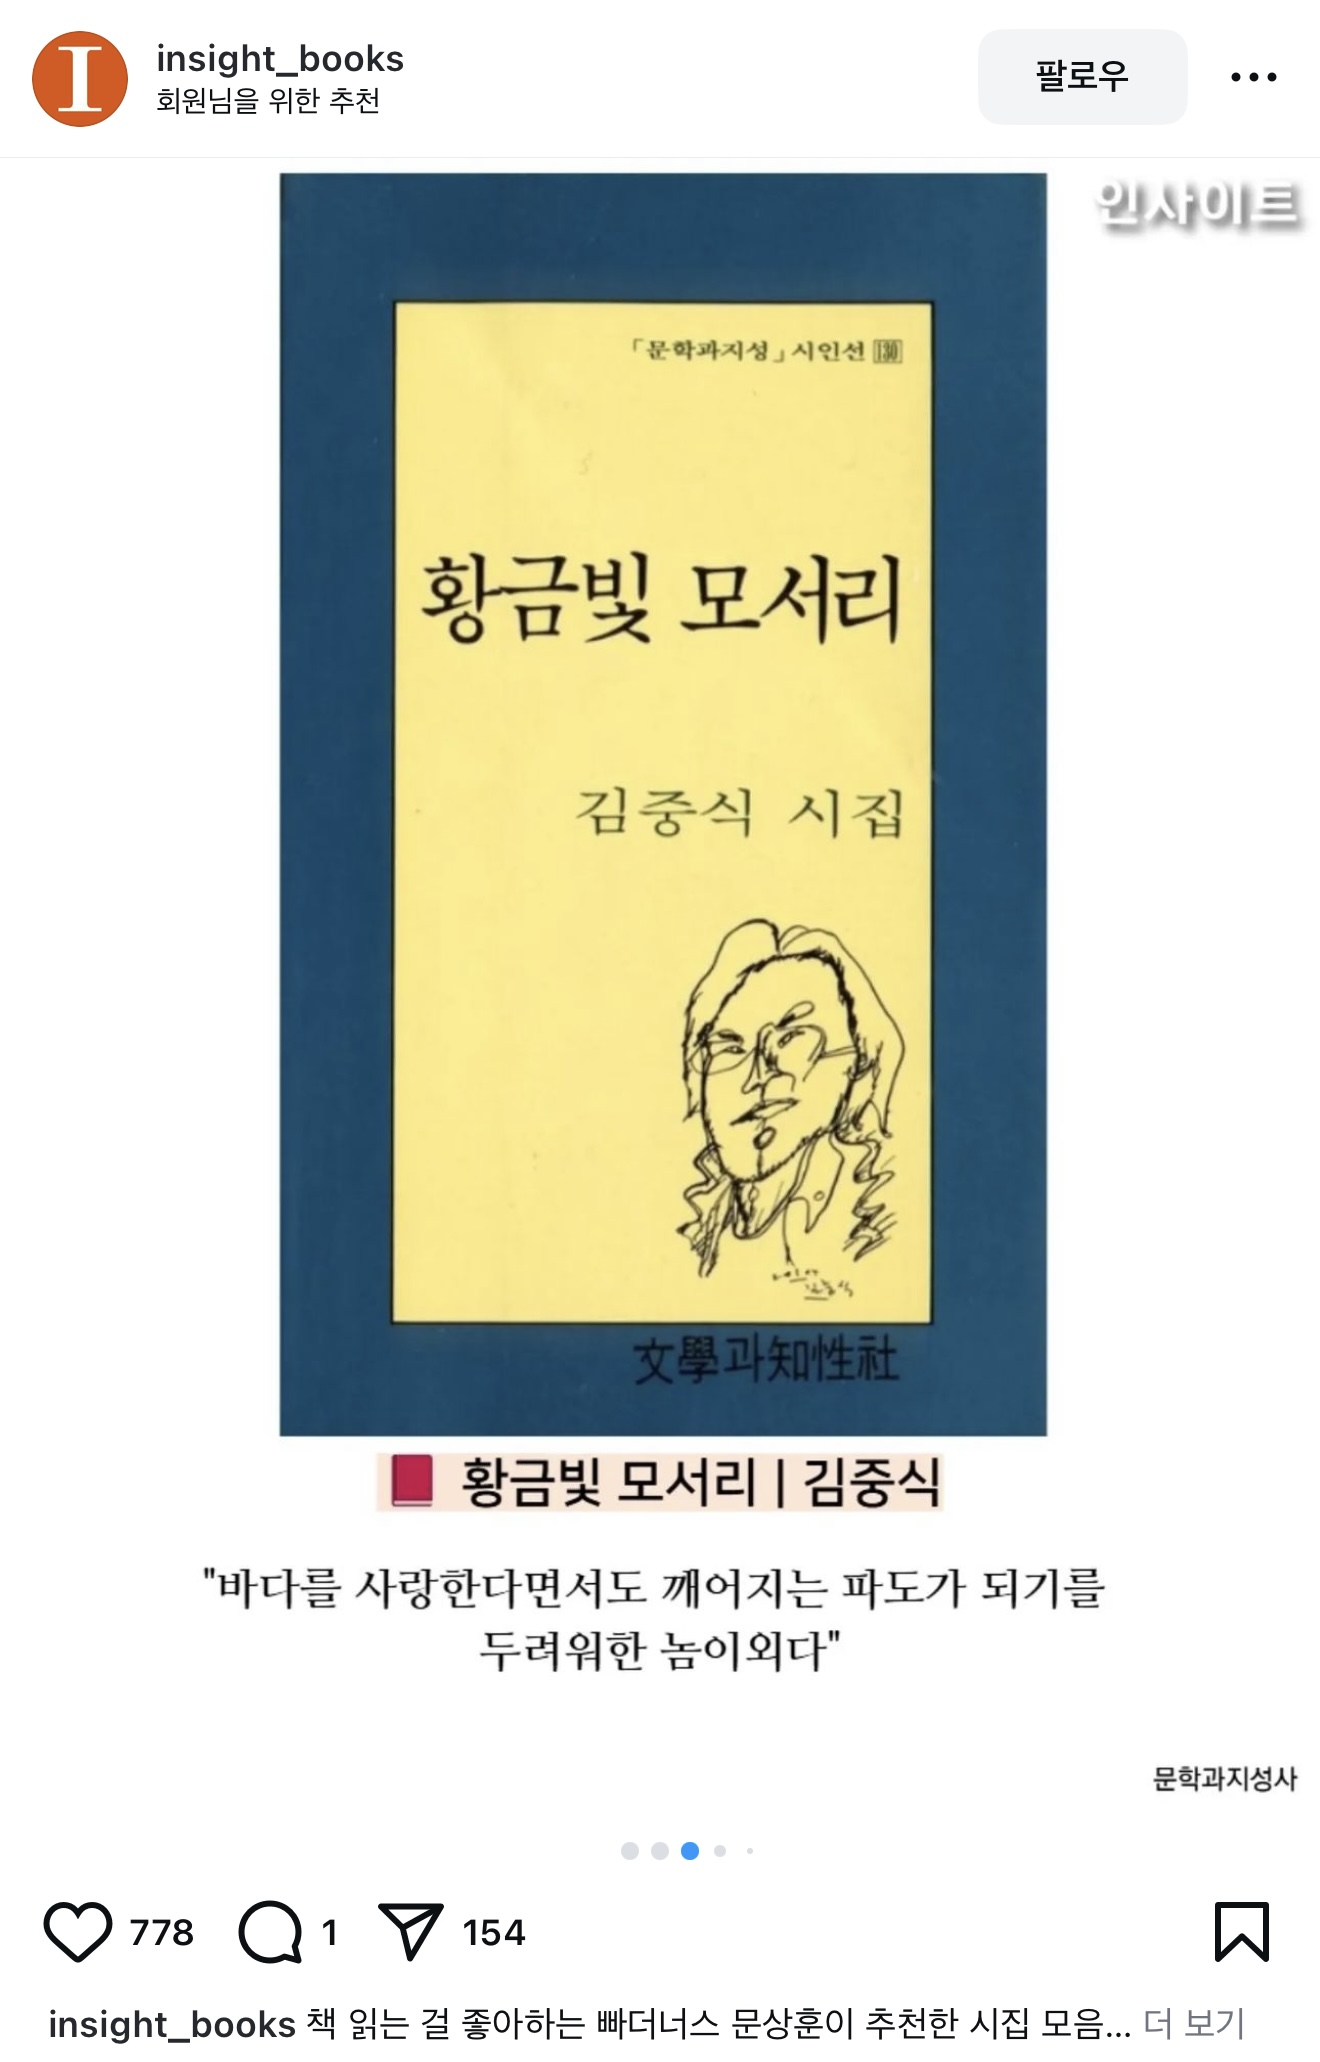 insight_books
회원님을 위한 추천
팔로우
인사이트
「문학과지성」시인선 130
황금빛 모서리
김중식 시집
文學과知性社
황금빛 모서리 | 김중식
"바다를 사랑한다면서도 깨어지는 파도가 되기를
두려워한 놈이외다"
문학과지성사
778
1
154
insight_books 책 읽는 걸 좋아하는 빠더너스 문상훈이 추천한 시집 모음... 더 보기